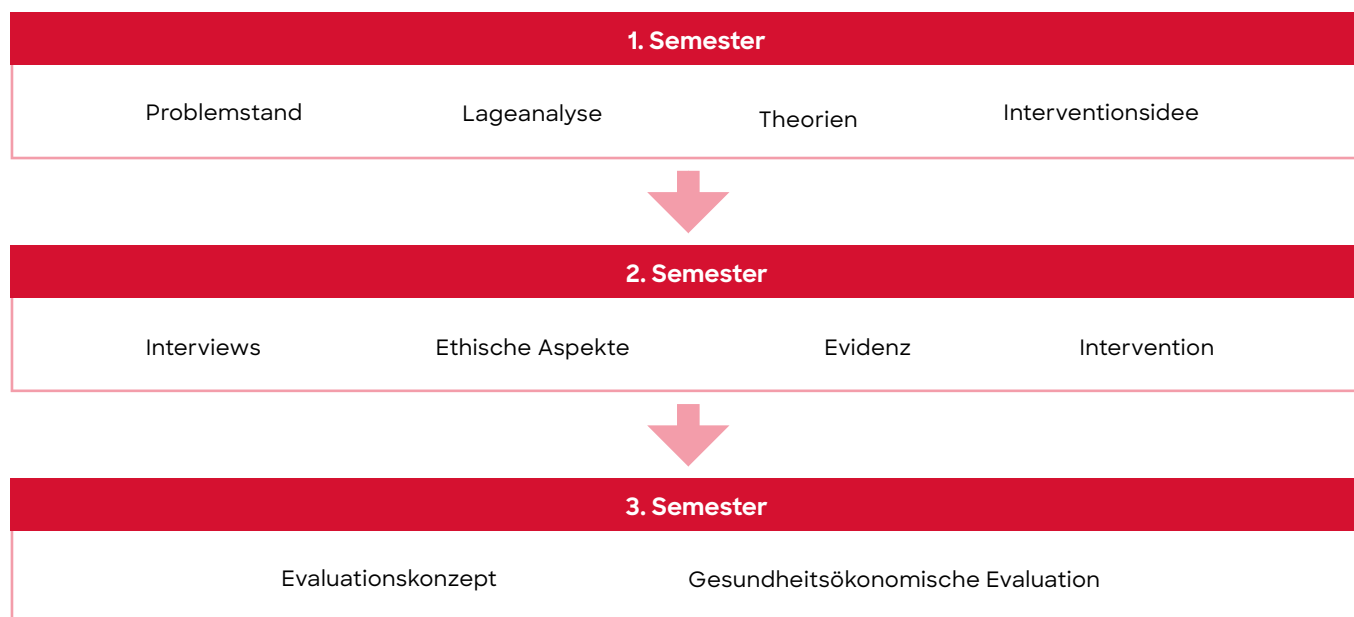 1. Semester
Problemstand Lageanalyse Theorien Interventionsidee
2. Semester
Interviews Ethische Aspekte Evidenz Intervention
3. Semester
Evaluationskonzept Gesundheitsökonomische Evaluation